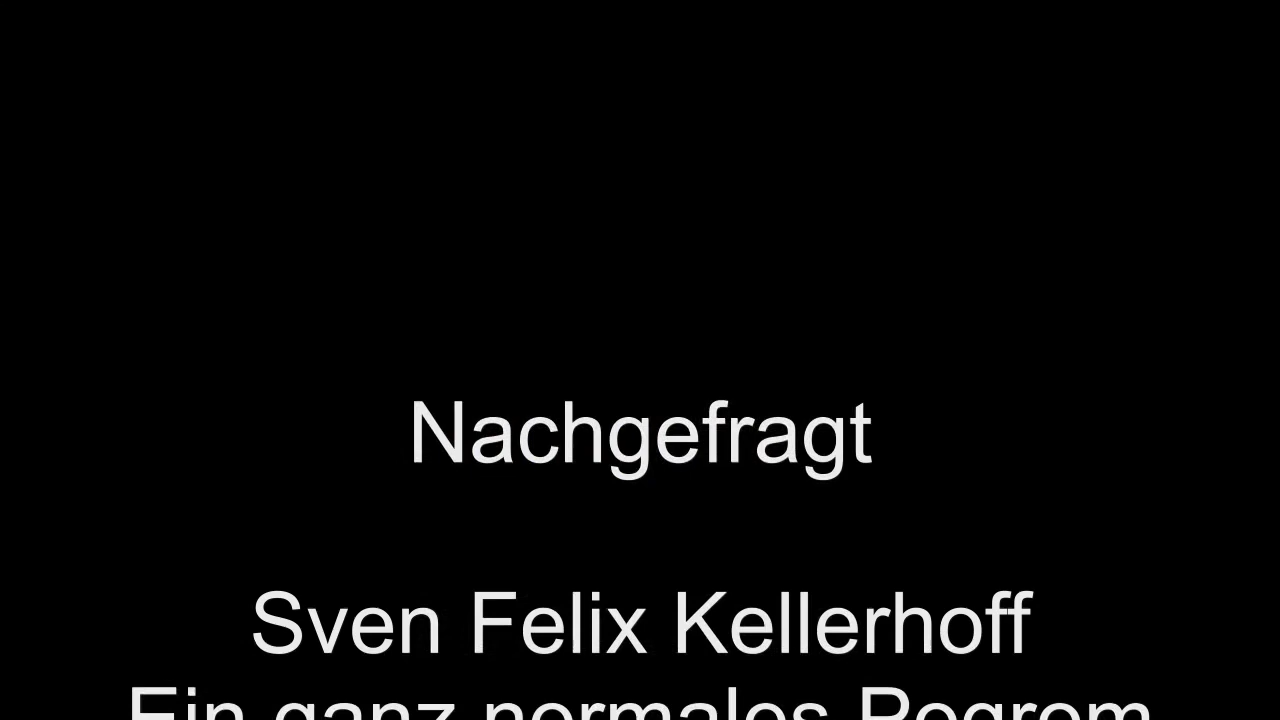 Nachgefragt
Sven Felix Kellerhoff
Ein ganz normales Pogrom